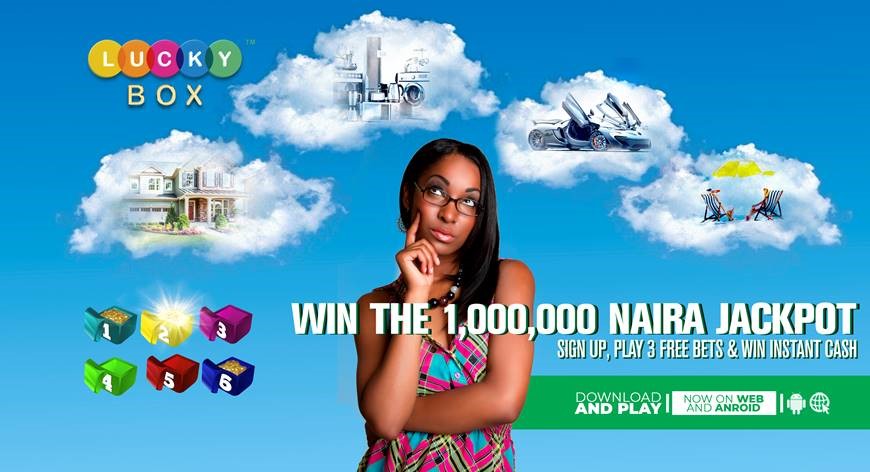 LUCKY™
BOX
1
2
3
4
5
6
WIN THE 1,000,000 NAIRA JACKPOT
SIGN UP, PLAY 3 FREE BETS & WIN INSTANT CASH
DOWNLOAD
AND PLAY
NOW ON WEB
AND ANROID